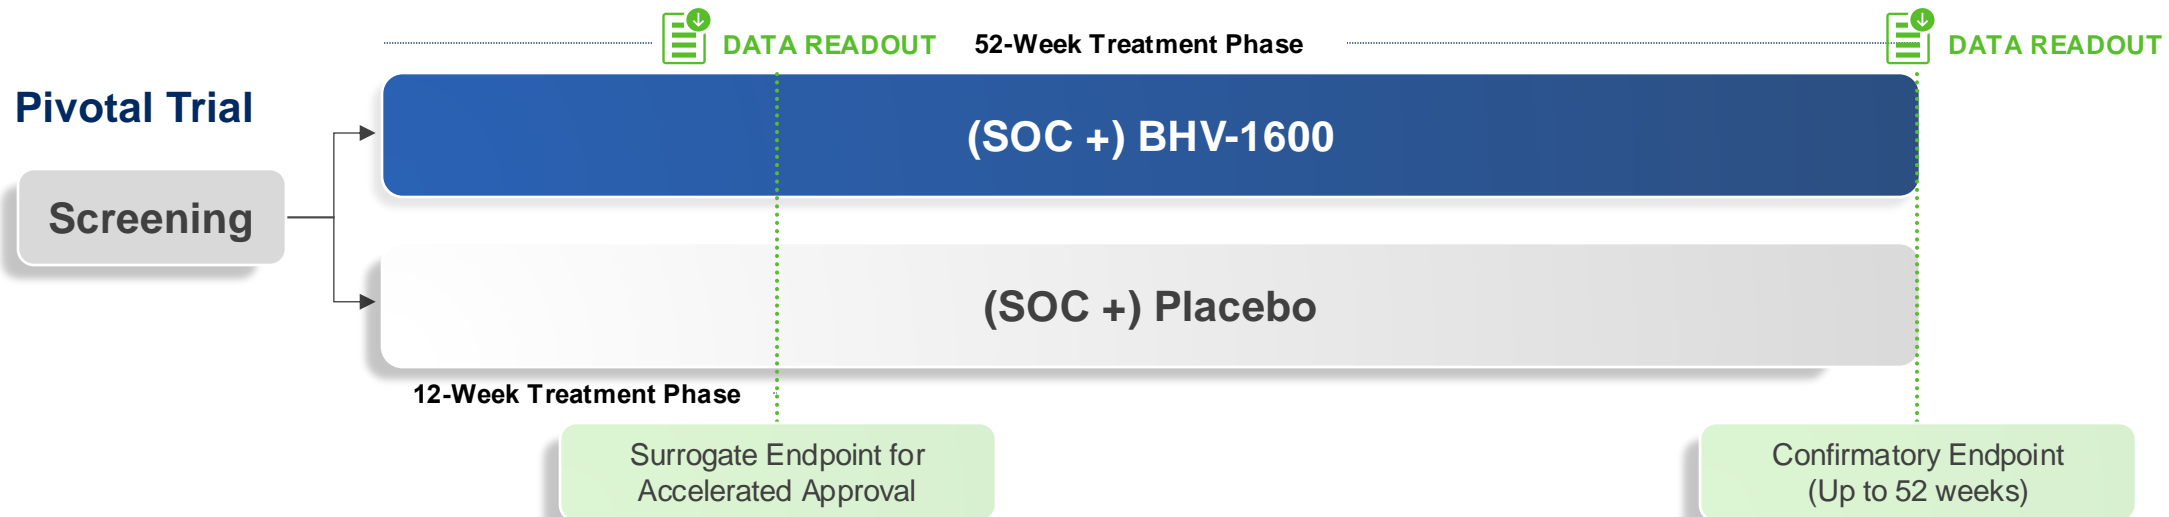 DATA READOUT
52-Week Treatment Phase
DATA READOUT
Pivotal Trial
(SOC +) BHV-1600
Screening
(SOC +) Placebo
12-Week Treatment Phase
Surrogate Endpoint for
Accelerated Approval
Confirmatory Endpoint
(Up to 52 weeks)